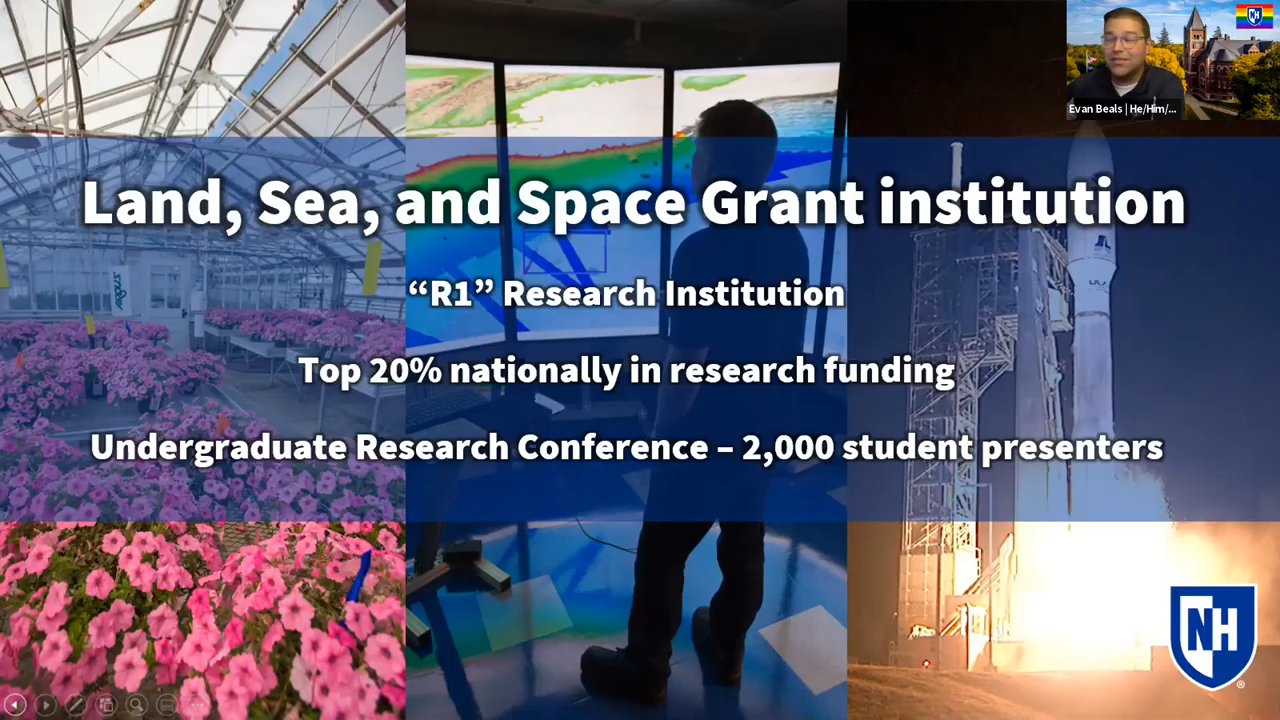 Evan Beals | He/Him/...
Land, Sea, and Space Grant institution
“R1” Research Institution
Top 20% nationally in research funding
Undergraduate Research Conference – 2,000 student presenters
NH
NH
®